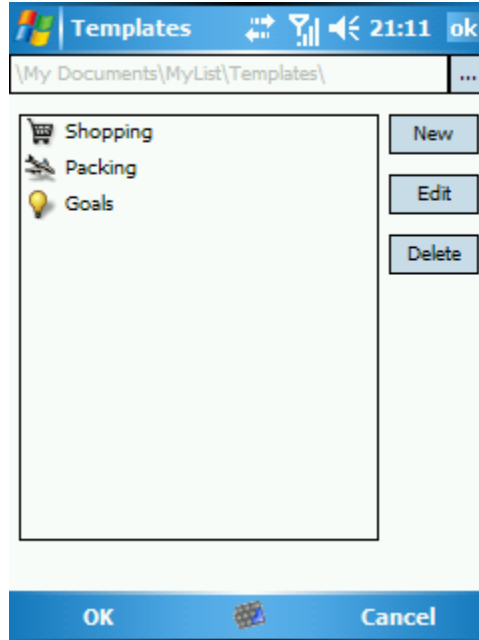 Templates 21:11 ok
\My Documents\MyList\Templates\ ...
Shopping
New
Packing
Edit
Goals
Delete
OK Cancel